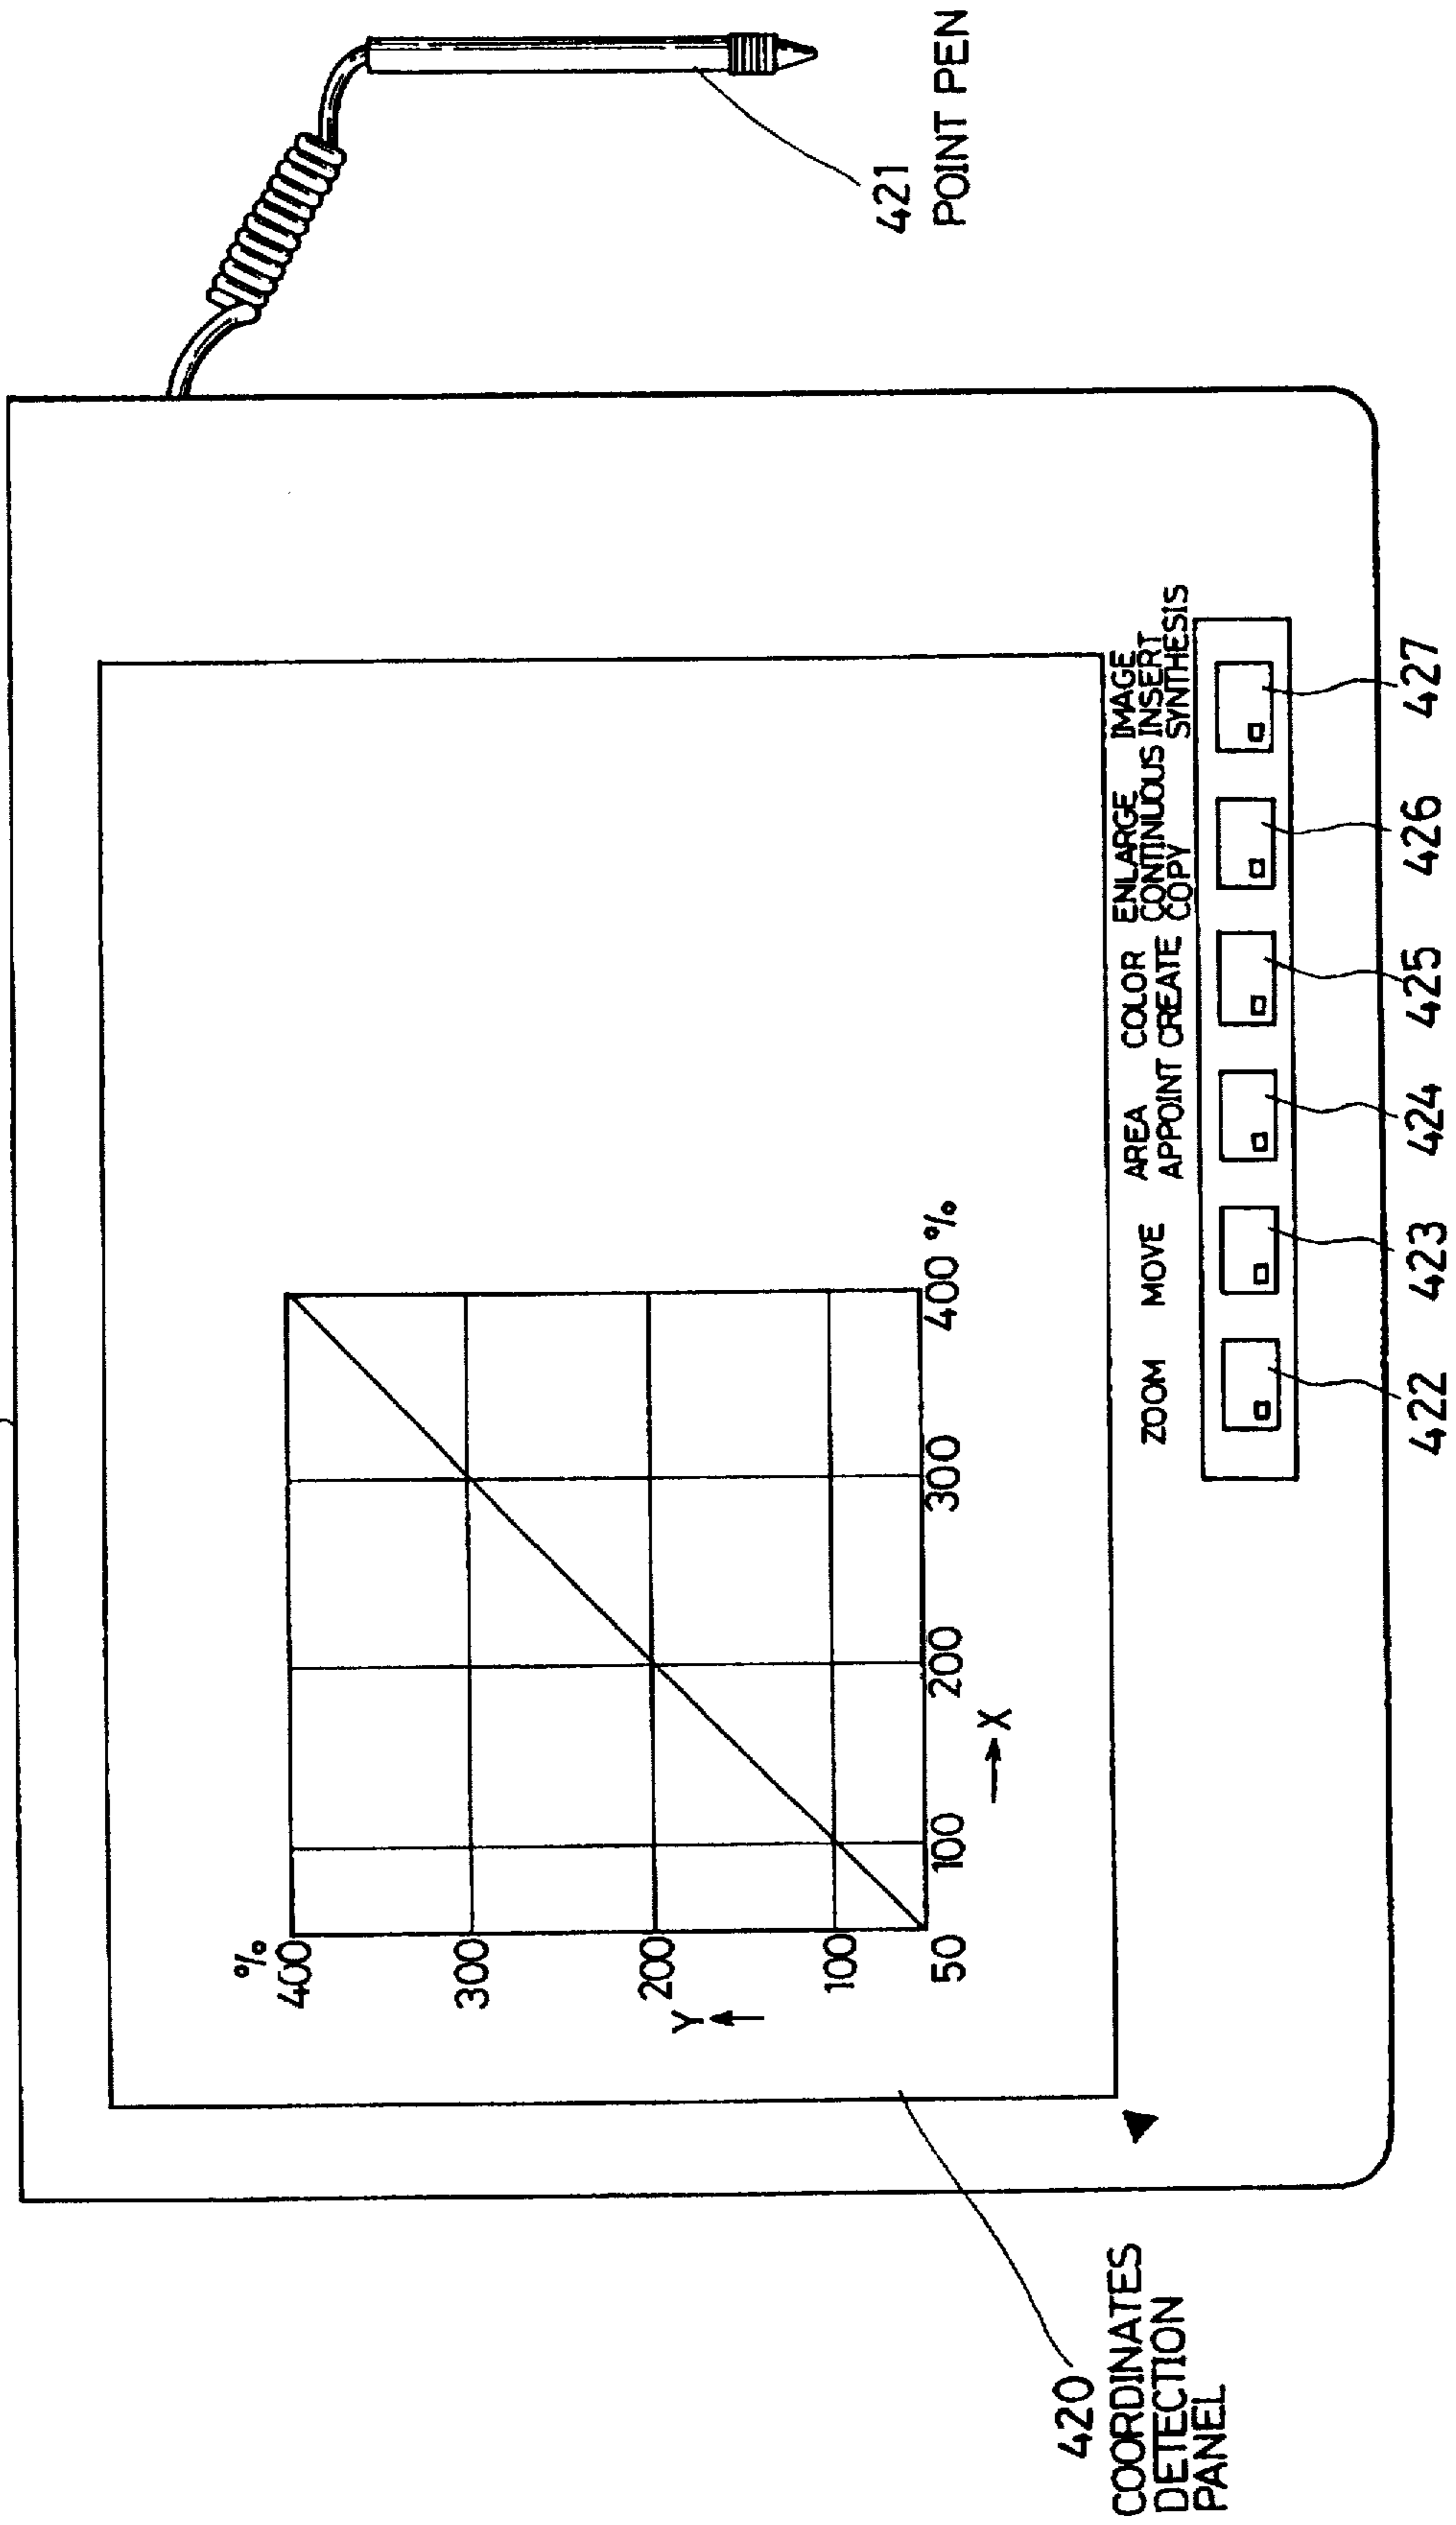 421
POINT PEN
%
400
300
200
100
50
Y
X
100
200
300
400 %
ZOOM
MOVE
AREA
APPOINT
COLOR
CREATE
ENLARGE
CONTINUOUS
COPY
IMAGE
INSERT
SYNTHESIS
422
423
424
425
426
427
420
COORDINATES
DETECTION
PANEL